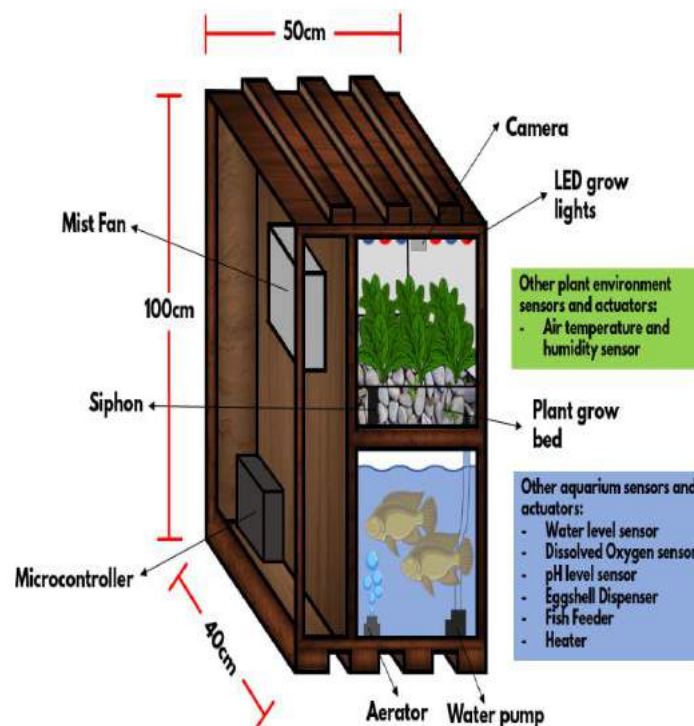 50cm
Camera
LED grow
lights
Mist Fan
Other plant environment
sensors and actuators:
- Air temperature and
humidity sensor
100cm
Siphon
Plant grow
bed
Other aquarium sensors and
actuators:
- Water level sensor
- Dissolved Oxygen sensor
- pH level sensor
- Eggshell Dispenser
- Fish Feeder
- Heater
Microcontroller
40cm
Aerator
Water pump